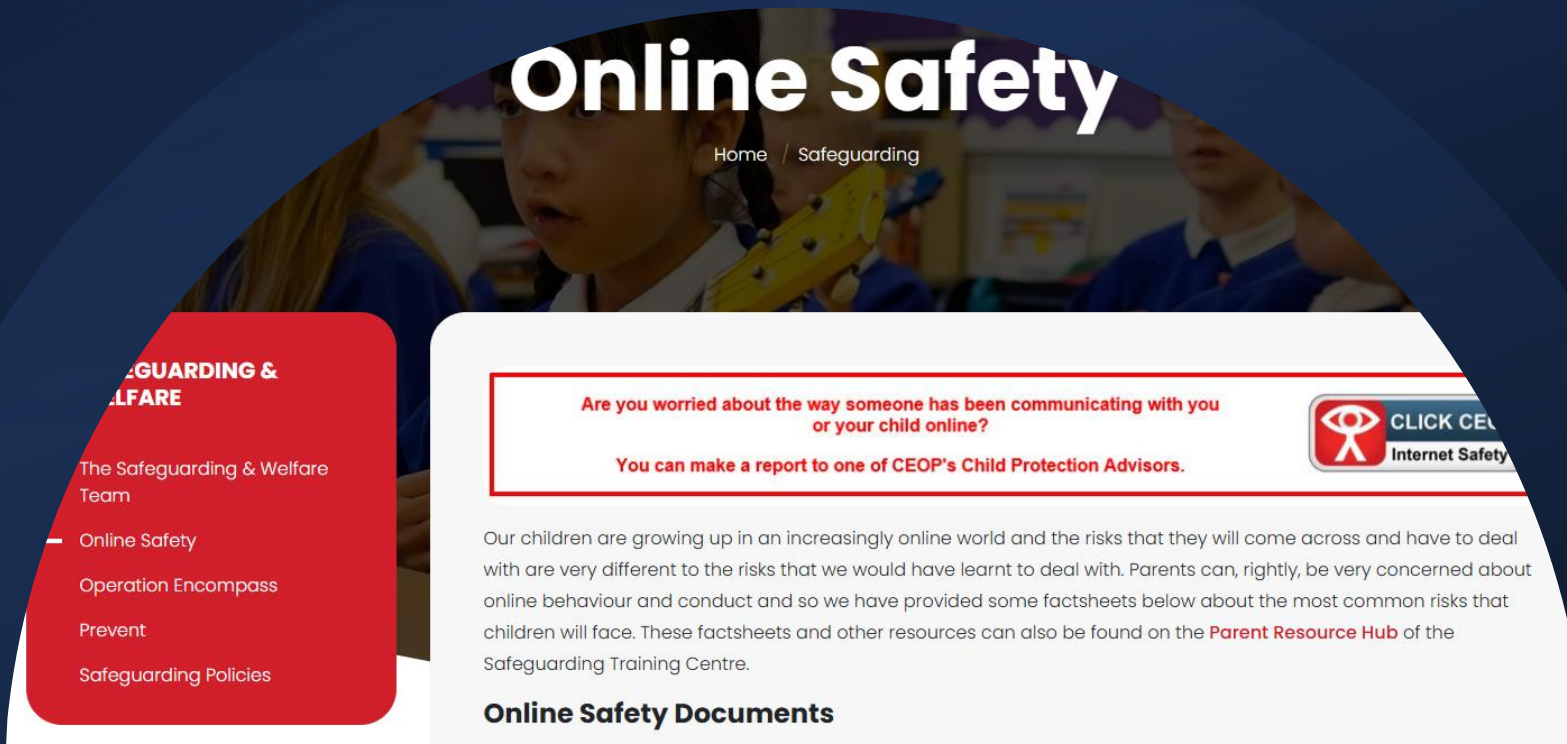 Online Safety
Home / Safeguarding
EGUARDING &
LFARE
The Safeguarding & Welfare
Team
Online Safety
Operation Encompass
Prevent
Safeguarding Policies
Are you worried about the way someone has been communicating with you
or your child online?
You can make a report to one of CEOP's Child Protection Advisors.
CLICK CEO
Internet Safety
Our children are growing up in an increasingly online world and the risks that they will come across and have to deal
with are very different to the risks that we would have learnt to deal with. Parents can, rightly, be very concerned about
online behaviour and conduct and so we have provided some factsheets below about the most common risks that
children will face. These factsheets and other resources can also be found on the Parent Resource Hub of the
Safeguarding Training Centre.
Online Safety Documents